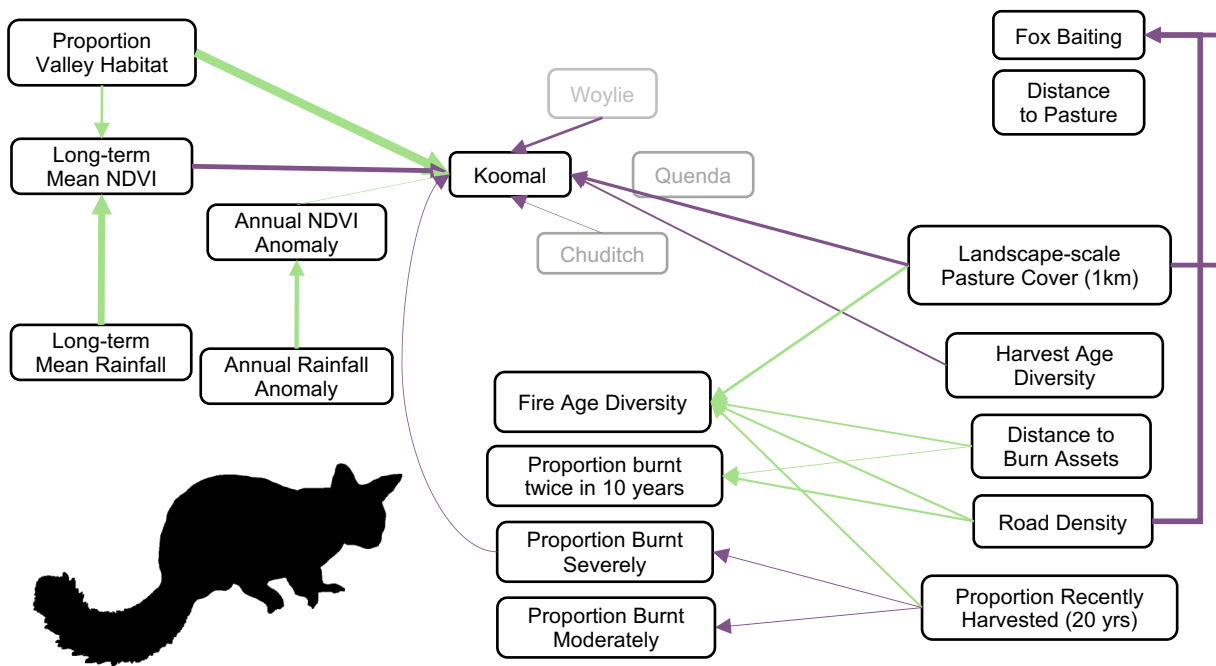 Proportion
Valley Habitat
Fox Baiting
Woylie
Distance
to Pasture
Long-term
Mean NDVI
Koomal
Quenda
Annual NDVI
Anomaly
Chuditch
Landscape-scale
Pasture Cover (1km)
Long-term
Mean Rainfall
Annual Rainfall
Anomaly
Harvest Age
Diversity
Fire Age Diversity
Distance to
Burn Assets
Proportion burnt
twice in 10 years
Road Density
Proportion Burnt
Severely
Proportion Recently
Harvested (20 yrs)
Proportion Burnt
Moderately